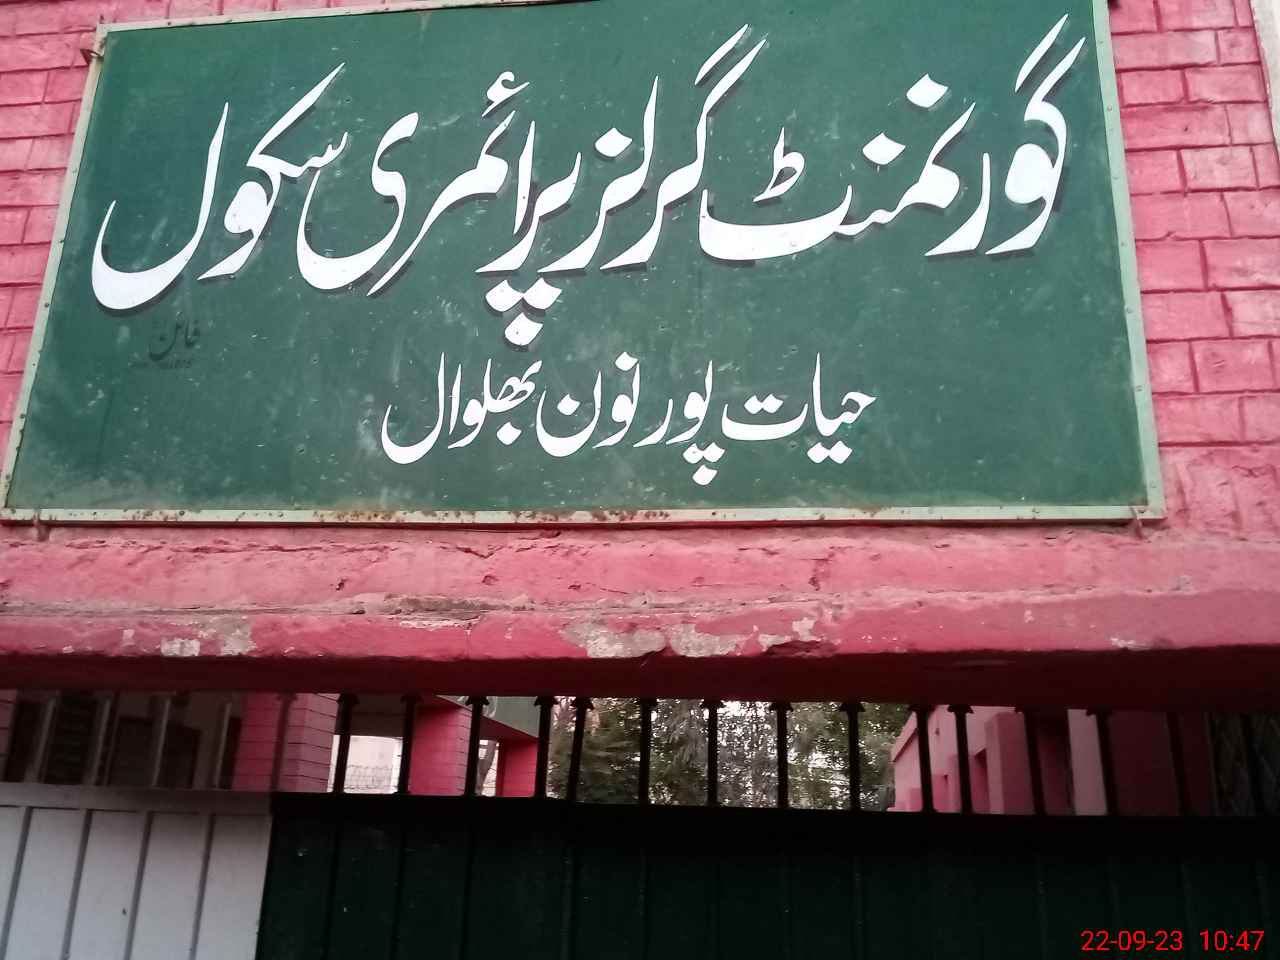 گورنمنٹ گرلز پرائمری سکول
حیات پور نون بھلوال
22-09-23 10:47